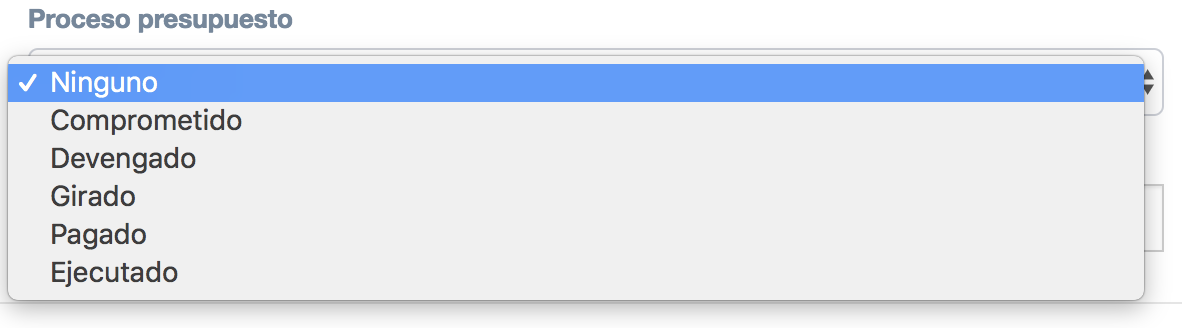 Proceso presupuesto
✓ Ninguno
Comprometido
Devengado
Girado
Pagado
Ejecutado